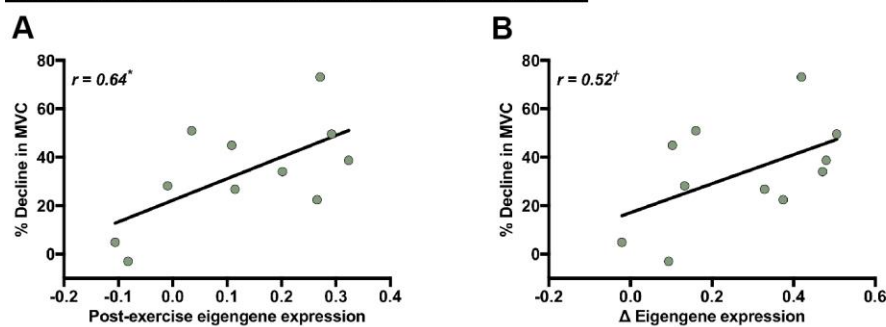 A
B
r = 0.64*
r = 0.52†
% Decline in MVC
80
60
40
20
0
-0.2
-0.1
0.0
0.1
0.2
0.3
0.4
Post-exercise eigengene expression
% Decline in MVC
80
60
40
20
0
-0.2
0.0
0.2
0.4
0.6
Δ Eigengene expression